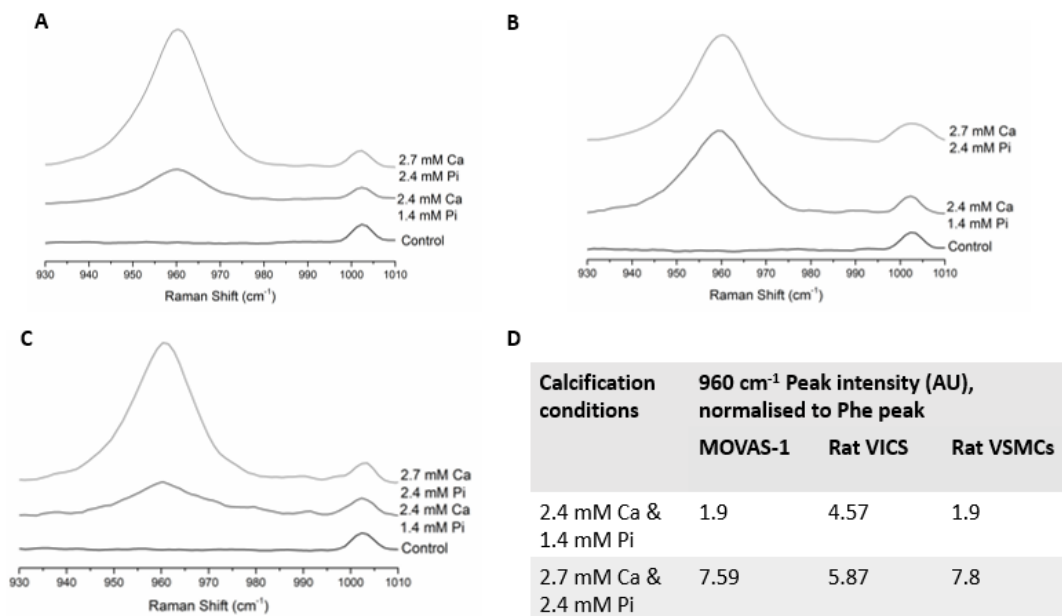 A
2.7 mM Ca
2.4 mM Pi
2.4 mM Ca
1.4 mM Pi
Control
930 940 950 960 970 980 990 1000 1010
Raman Shift (cm⁻¹)
B
2.7 mM Ca
2.4 mM Pi
2.4 mM Ca
1.4 mM Pi
Control
930 940 950 960 970 980 990 1000 1010
Raman Shift (cm⁻¹)
C
2.7 mM Ca
2.4 mM Pi
2.4 mM Ca
1.4 mM Pi
Control
930 940 950 960 970 980 990 1000 1010
Raman Shift (cm⁻¹)
D
Calcification
conditions
960 cm⁻¹ Peak intensity (AU),
normalised to Phe peak
MOVAS-1 Rat VICS Rat VSMCs
2.4 mM Ca &
1.4 mM Pi
1.9 4.57 1.9
2.7 mM Ca &
2.4 mM Pi
7.59 5.87 7.8